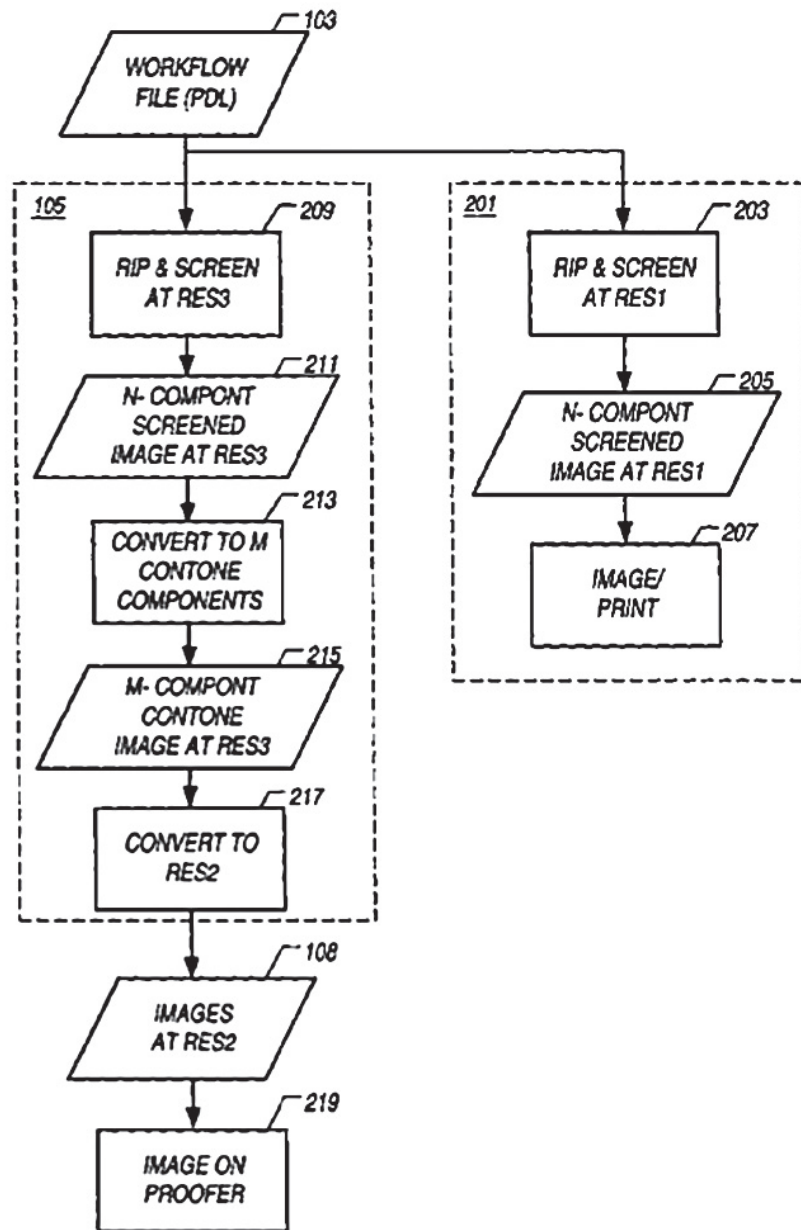 103
WORKFLOW
FILE (PDL)
105
209
RIP & SCREEN
AT RES3
211
N- COMPONT
SCREENED
IMAGE AT RES3
213
CONVERT TO M
CONTONE
COMPONENTS
215
M- COMPONT
CONTONE
IMAGE AT RES3
217
CONVERT TO
RES2
108
IMAGES
AT RES2
219
IMAGE ON
PROOFER
201
203
RIP & SCREEN
AT RES1
205
N- COMPONT
SCREENED
IMAGE AT RES1
207
IMAGE/
PRINT